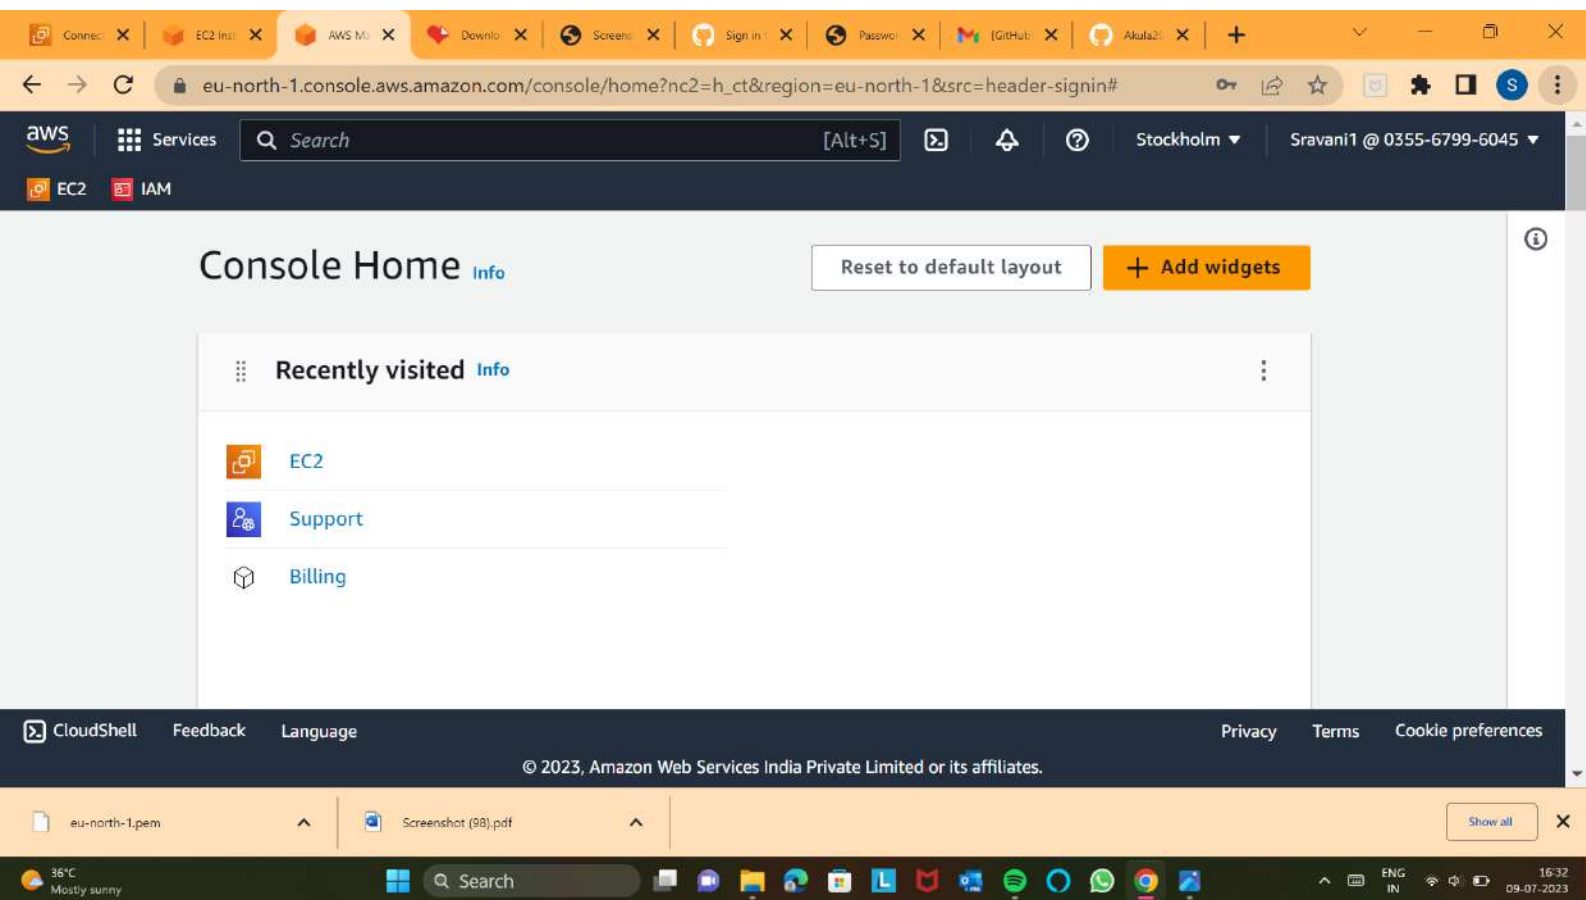 Connec
EC2 Inst
AWS Ma
Downlo
Screens
Sign in
Passwor
[GitHub
Akula2
eu-north-1.console.aws.amazon.com/console/home?nc2=h_ct&region=eu-north-1&src=header-signin#
S
aws
Services
Search
[Alt+S]
Stockholm
Sravani1 @ 0355-6799-6045
EC2
IAM
Console Home
Info
Reset to default layout
Add widgets
Recently visited
Info
EC2
Support
Billing
CloudShell
Feedback
Language
Privacy
Terms
Cookie preferences
© 2023, Amazon Web Services India Private Limited or its affiliates.
eu-north-1.pem
Screenshot (98).pdf
Show all
36°C
Mostly sunny
Search
L
ENG
IN
16:32
09-07-2023